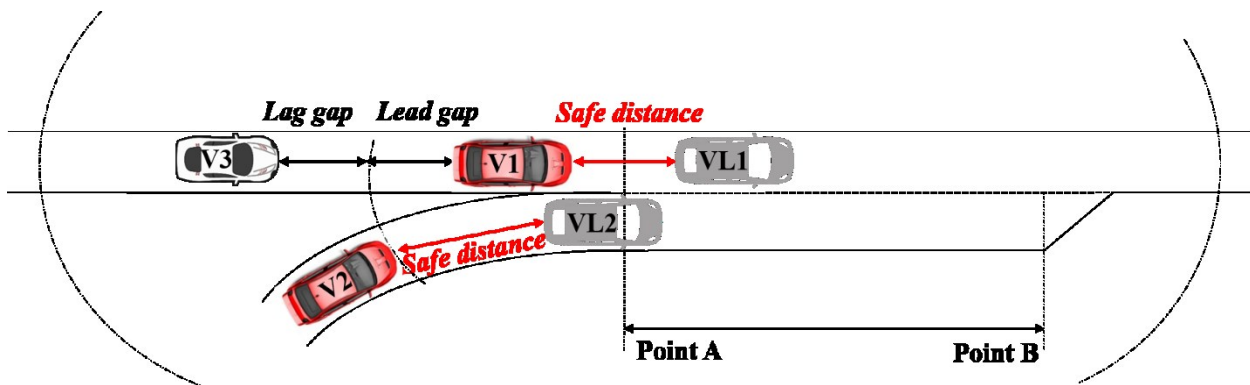 Lag gap
Lead gap
Safe distance
V3
V1
VL1
VL2
Safe distance
V2
Point A
Point B